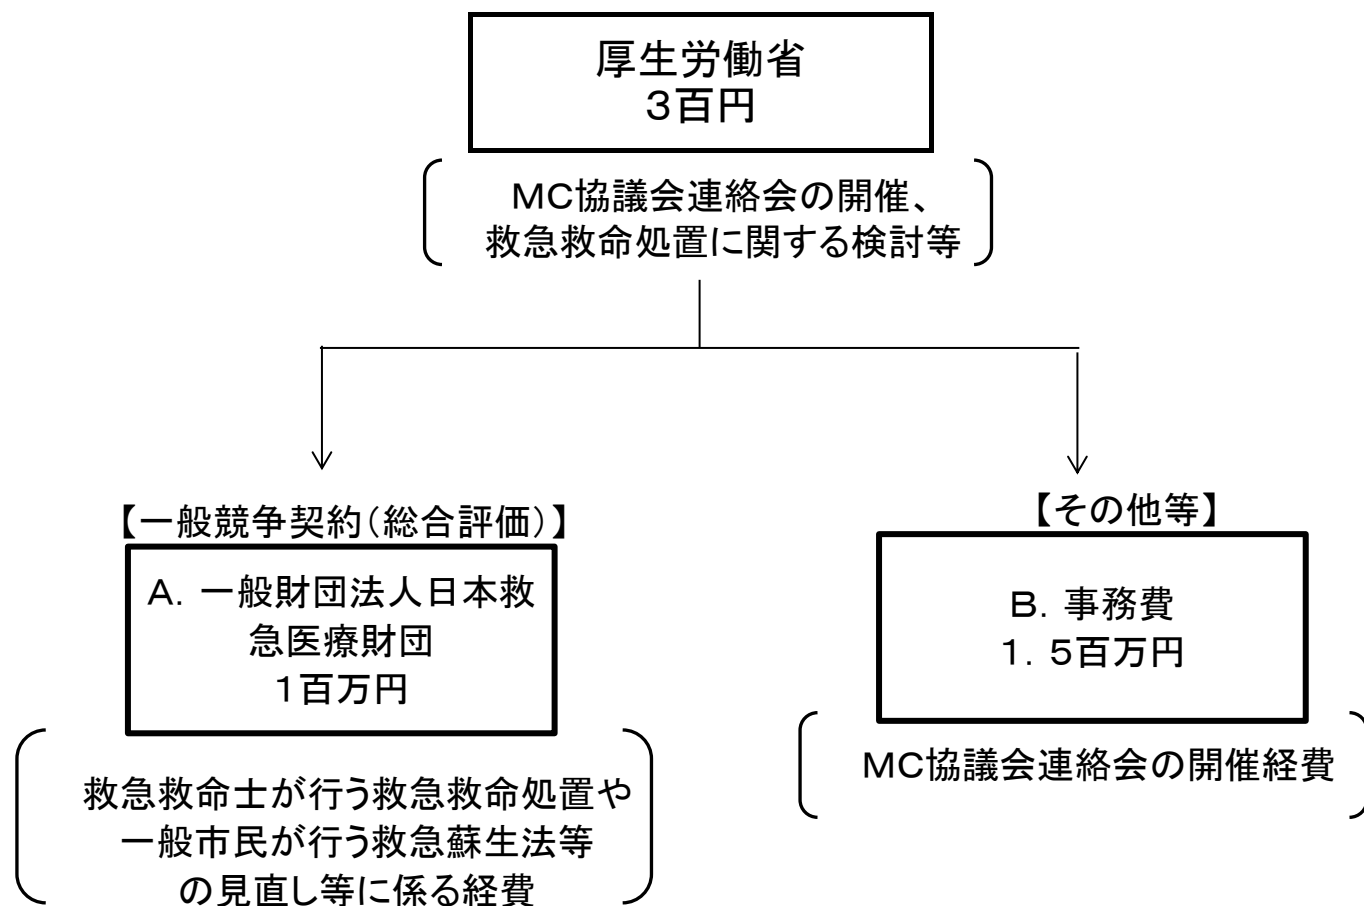 厚生労働省
３百円
MC協議会連絡会の開催、
救急救命処置に関する検討等
【一般競争契約（総合評価）】
A．一般財団法人日本救
急医療財団
１百万円
救急救命士が行う救急救命処置や
一般市民が行う救急蘇生法等
の見直し等に係る経費
【その他等】
B．事務費
１．５百万円
MC協議会連絡会の開催経費